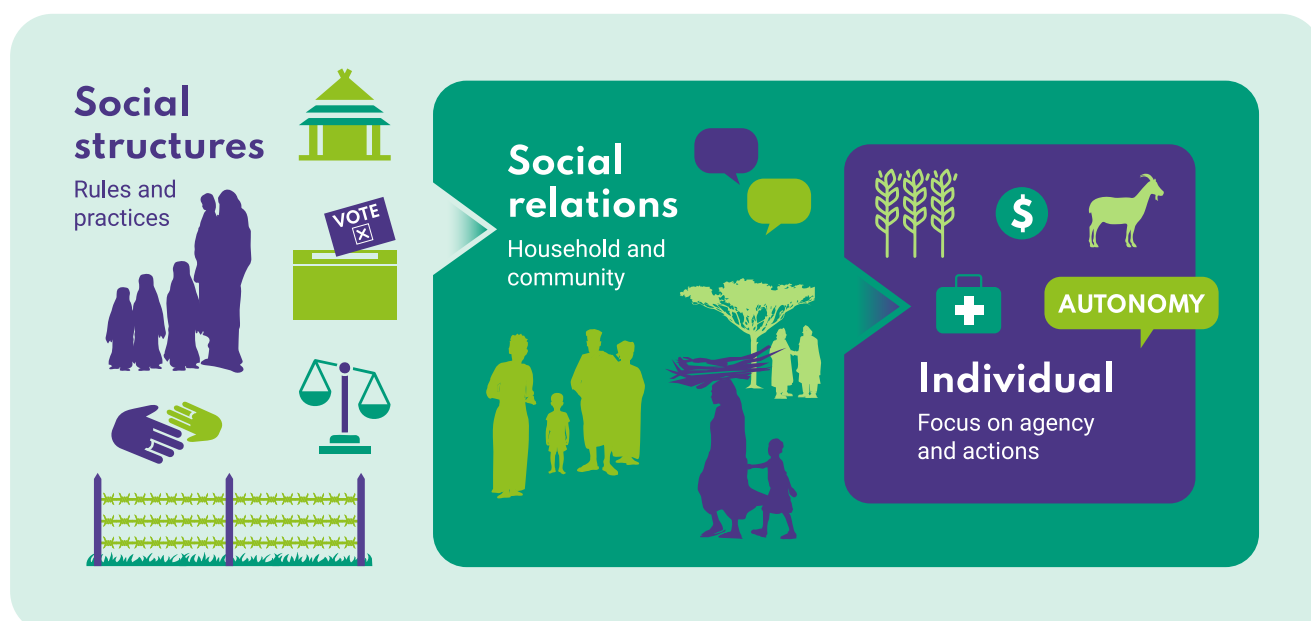 Social
structures
Rules and
practices
VOTE
Social
relations
Household and
community
$
AUTONOMY
Individual
Focus on agency
and actions